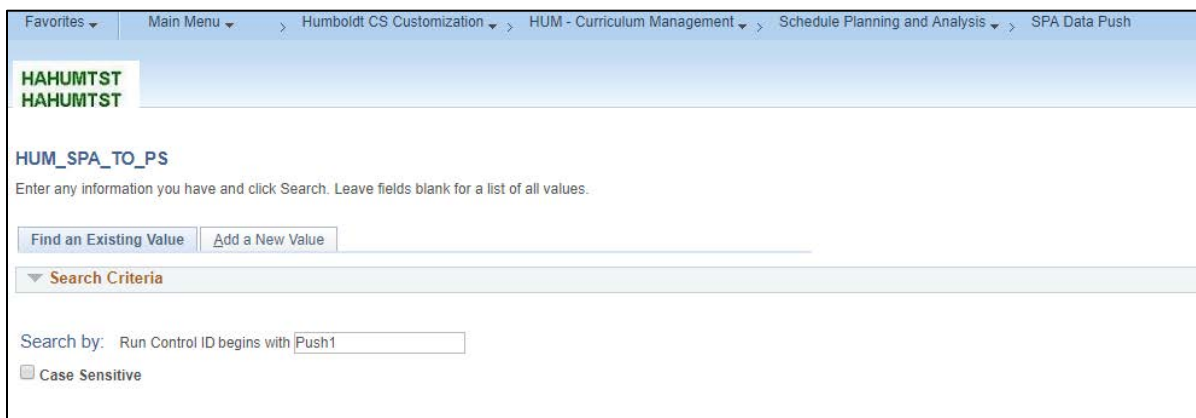 Favorites Main Menu > Humboldt CS Customization > HUM - Curriculum Management > Schedule Planning and Analysis > SPA Data Push
HAHUMTST
HAHUMTST
HUM_SPA_TO_PS
Enter any information you have and click Search. Leave fields blank for a list of all values.
Find an Existing Value Add a New Value
Search Criteria
Search by: Run Control ID begins with Push1
Case Sensitive